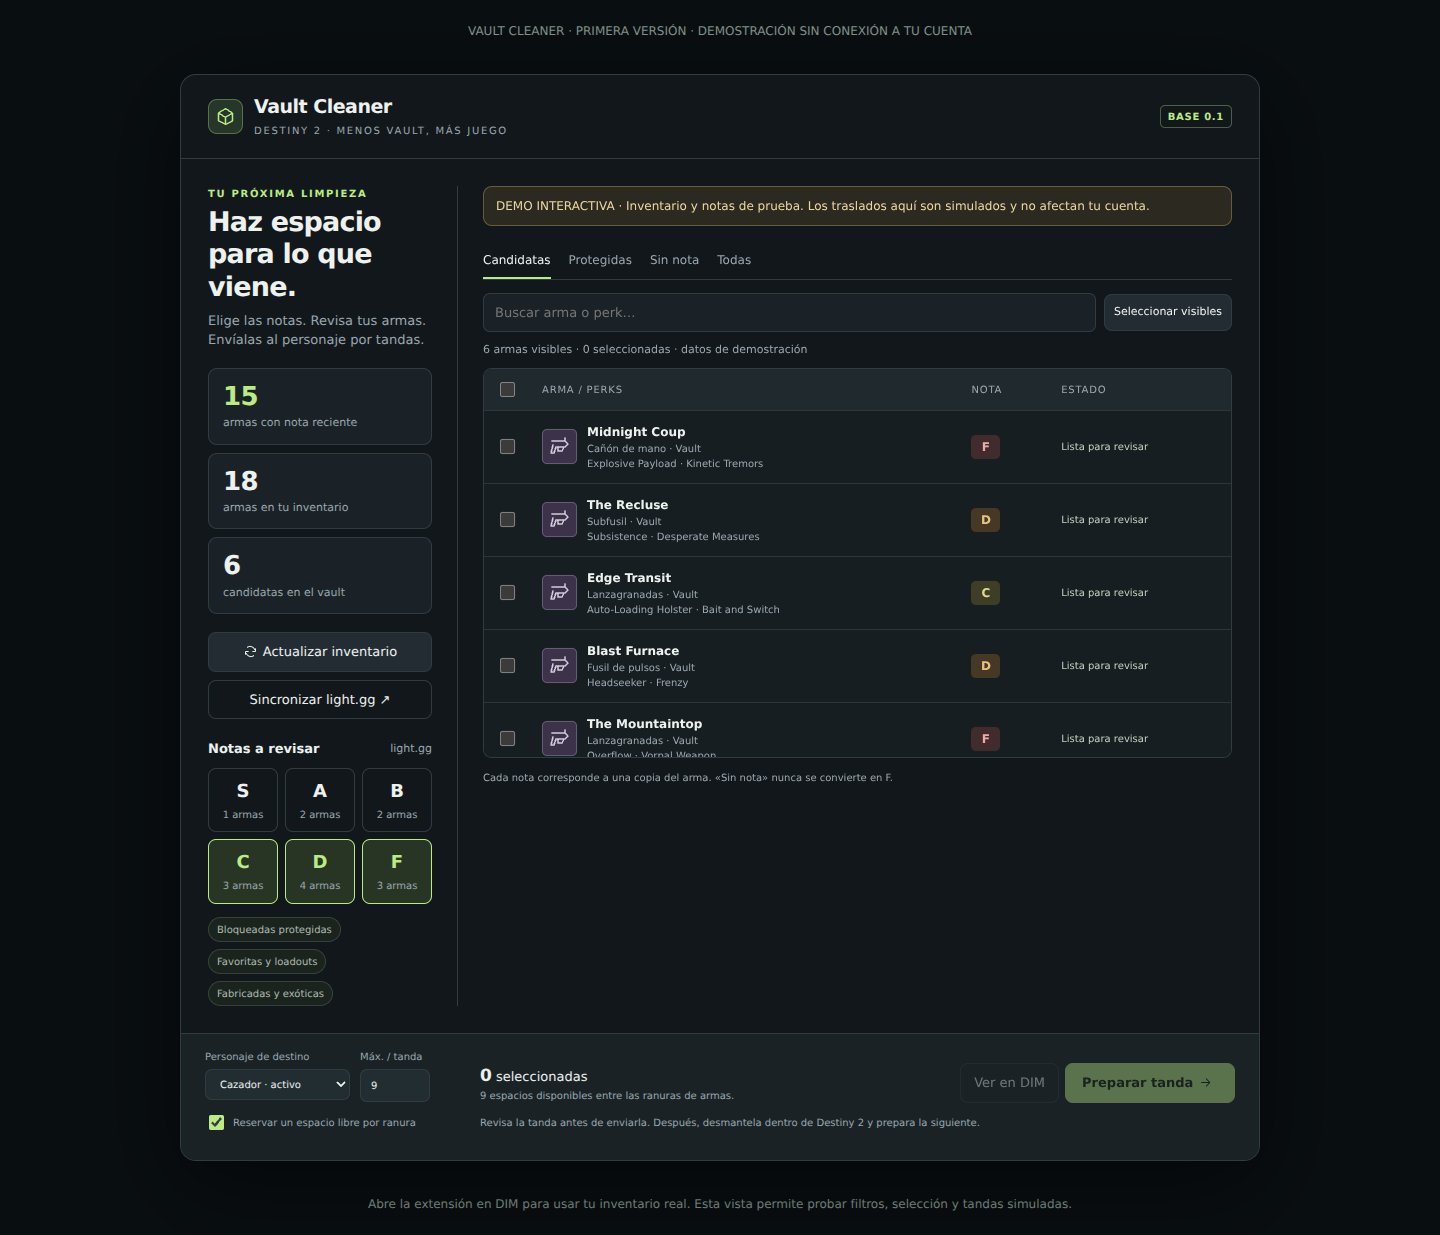 VAULT CLEANER · PRIMERA VERSIÓN · DEMOSTRACIÓN SIN CONEXIÓN A TU CUENTA
Vault Cleaner
DESTINY 2 · MENOS VAULT, MÁS JUEGO
BASE 0.1
TU PRÓXIMA LIMPIEZA
Haz espacio
para lo que
viene.
Elige las notas. Revisa tus armas.
Envíalas al personaje por tandas.
15
armas con nota reciente
18
armas en tu inventario
6
candidatas en el vault
Actualizar inventario
Sincronizar light.gg ↗
Notas a revisar
light.gg
S
1 armas
A
2 armas
B
2 armas
C
3 armas
D
4 armas
F
3 armas
Bloqueadas protegidas
Favoritas y loadouts
Fabricadas y exóticas
DEMO INTERACTIVA · Inventario y notas de prueba. Los traslados aquí son simulados y no afectan tu cuenta.
Candidatas
Protegidas
Sin nota
Todas
Buscar arma o perk…
Seleccionar visibles
6 armas visibles · 0 seleccionadas · datos de demostración
ARMA / PERKS
NOTA
ESTADO
Midnight Coup
Cañón de mano · Vault
Explosive Payload · Kinetic Tremors
F
Lista para revisar
The Recluse
Subfusil · Vault
Subsistence · Desperate Measures
D
Lista para revisar
Edge Transit
Lanzagranadas · Vault
Auto-Loading Holster · Bait and Switch
C
Lista para revisar
Blast Furnace
Fusil de pulsos · Vault
Headseeker · Frenzy
D
Lista para revisar
The Mountaintop
Lanzagranadas · Vault
Overflow · Vorpal Weapon
F
Lista para revisar
Cada nota corresponde a una copia del arma. «Sin nota» nunca se convierte en F.
Personaje de destino
Cazador · activo
Máx. / tanda
9
Reservar un espacio libre por ranura
0 seleccionadas
9 espacios disponibles entre las ranuras de armas.
Revisa la tanda antes de enviarla. Después, desmantela dentro de Destiny 2 y prepara la siguiente.
Ver en DIM
Preparar tanda →
Abre la extensión en DIM para usar tu inventario real. Esta vista permite probar filtros, selección y tandas simuladas.